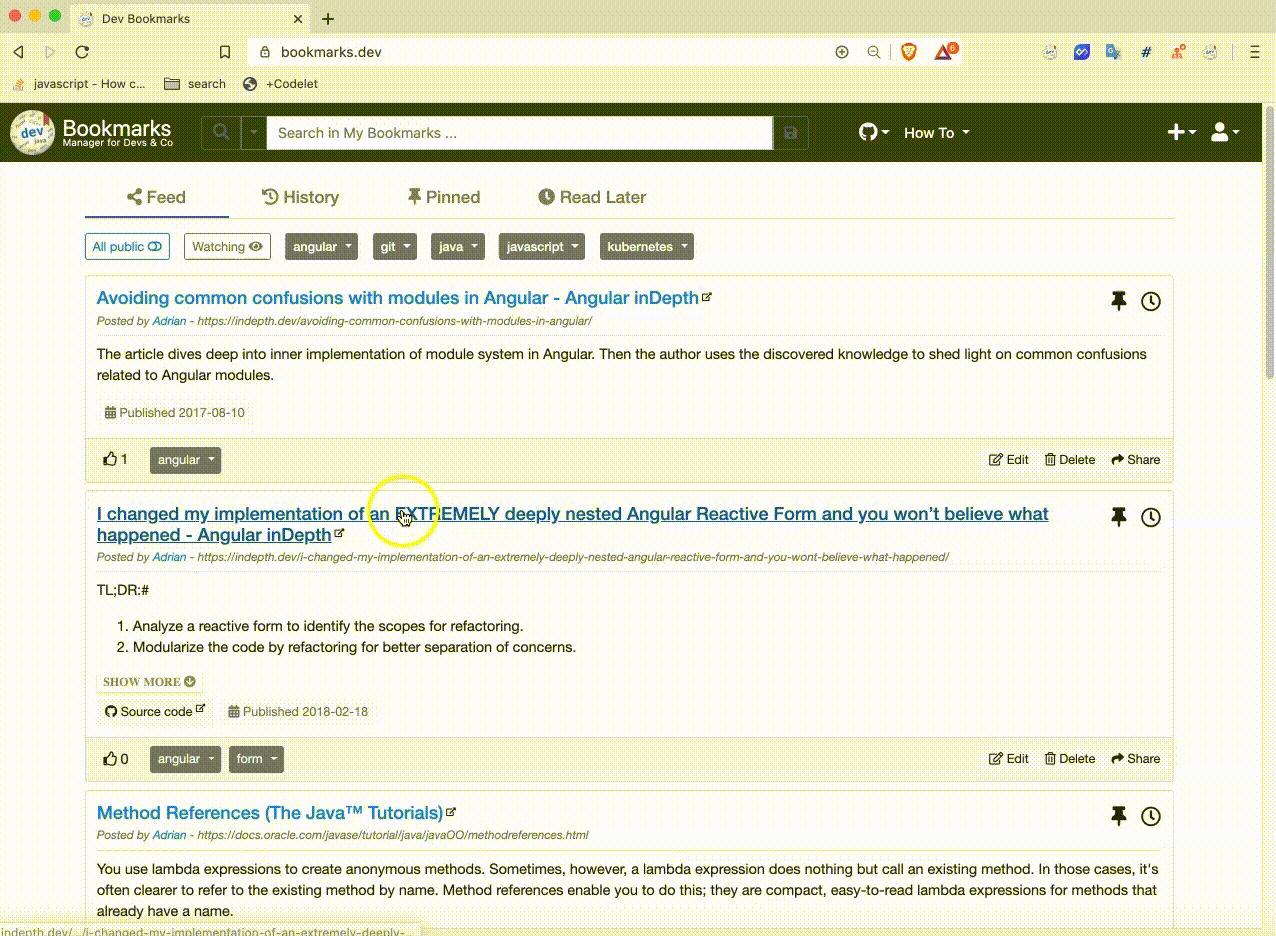 Dev Bookmarks
bookmarks.dev
6
javascript - How c...
search
+Codelet
dev
java
Bookmarks
Manager for Devs & Co
Search in My Bookmarks ...
How To
Feed
History
Pinned
Read Later
All public
Watching
angular
git
java
javascript
kubernetes
Avoiding common confusions with modules in Angular - Angular inDepth
Posted by Adrian - https://indepth.dev/avoiding-common-confusions-with-modules-in-angular/
The article dives deep into inner implementation of module system in Angular. Then the author uses the discovered knowledge to shed light on common confusions
related to Angular modules.
Published 2017-08-10
1
angular
Edit
Delete
Share
I changed my implementation of an EXTREMELY deeply nested Angular Reactive Form and you won’t believe what
happened - Angular inDepth
Posted by Adrian - https://indepth.dev/i-changed-my-implementation-of-an-extremely-deeply-nested-angular-reactive-form-and-you-wont-believe-what-happened/
TL;DR:#
1. Analyze a reactive form to identify the scopes for refactoring.
2. Modularize the code by refactoring for better separation of concerns.
SHOW MORE
Source code
Published 2018-02-18
0
angular
form
Edit
Delete
Share
Method References (The Java™ Tutorials)
Posted by Adrian - https://docs.oracle.com/javase/tutorial/java/javaOO/methodreferences.html
You use lambda expressions to create anonymous methods. Sometimes, however, a lambda expression does nothing but call an existing method. In those cases, it's
often clearer to refer to the existing method by name. Method references enable you to do this; they are compact, easy-to-read lambda expressions for methods that
already have a name.
indepth.dev/.../i-changed-my-implementation-of-an-extremely-deeply-...